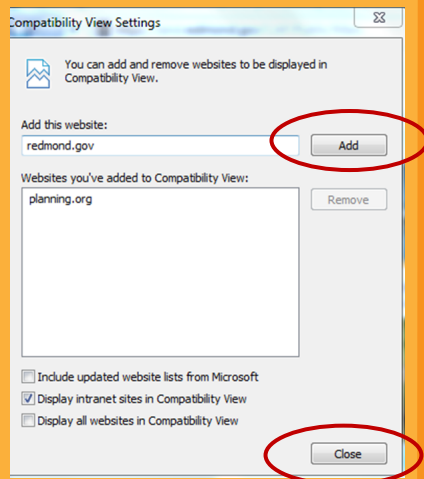 Compatibility View Settings
You can add and remove websites to be displayed in
Compatibility View.
Add this website:
redmond.gov
Add
Websites you've added to Compatibility View:
planning.org
Remove
Include updated website lists from Microsoft
Display intranet sites in Compatibility View
Display all websites in Compatibility View
Close